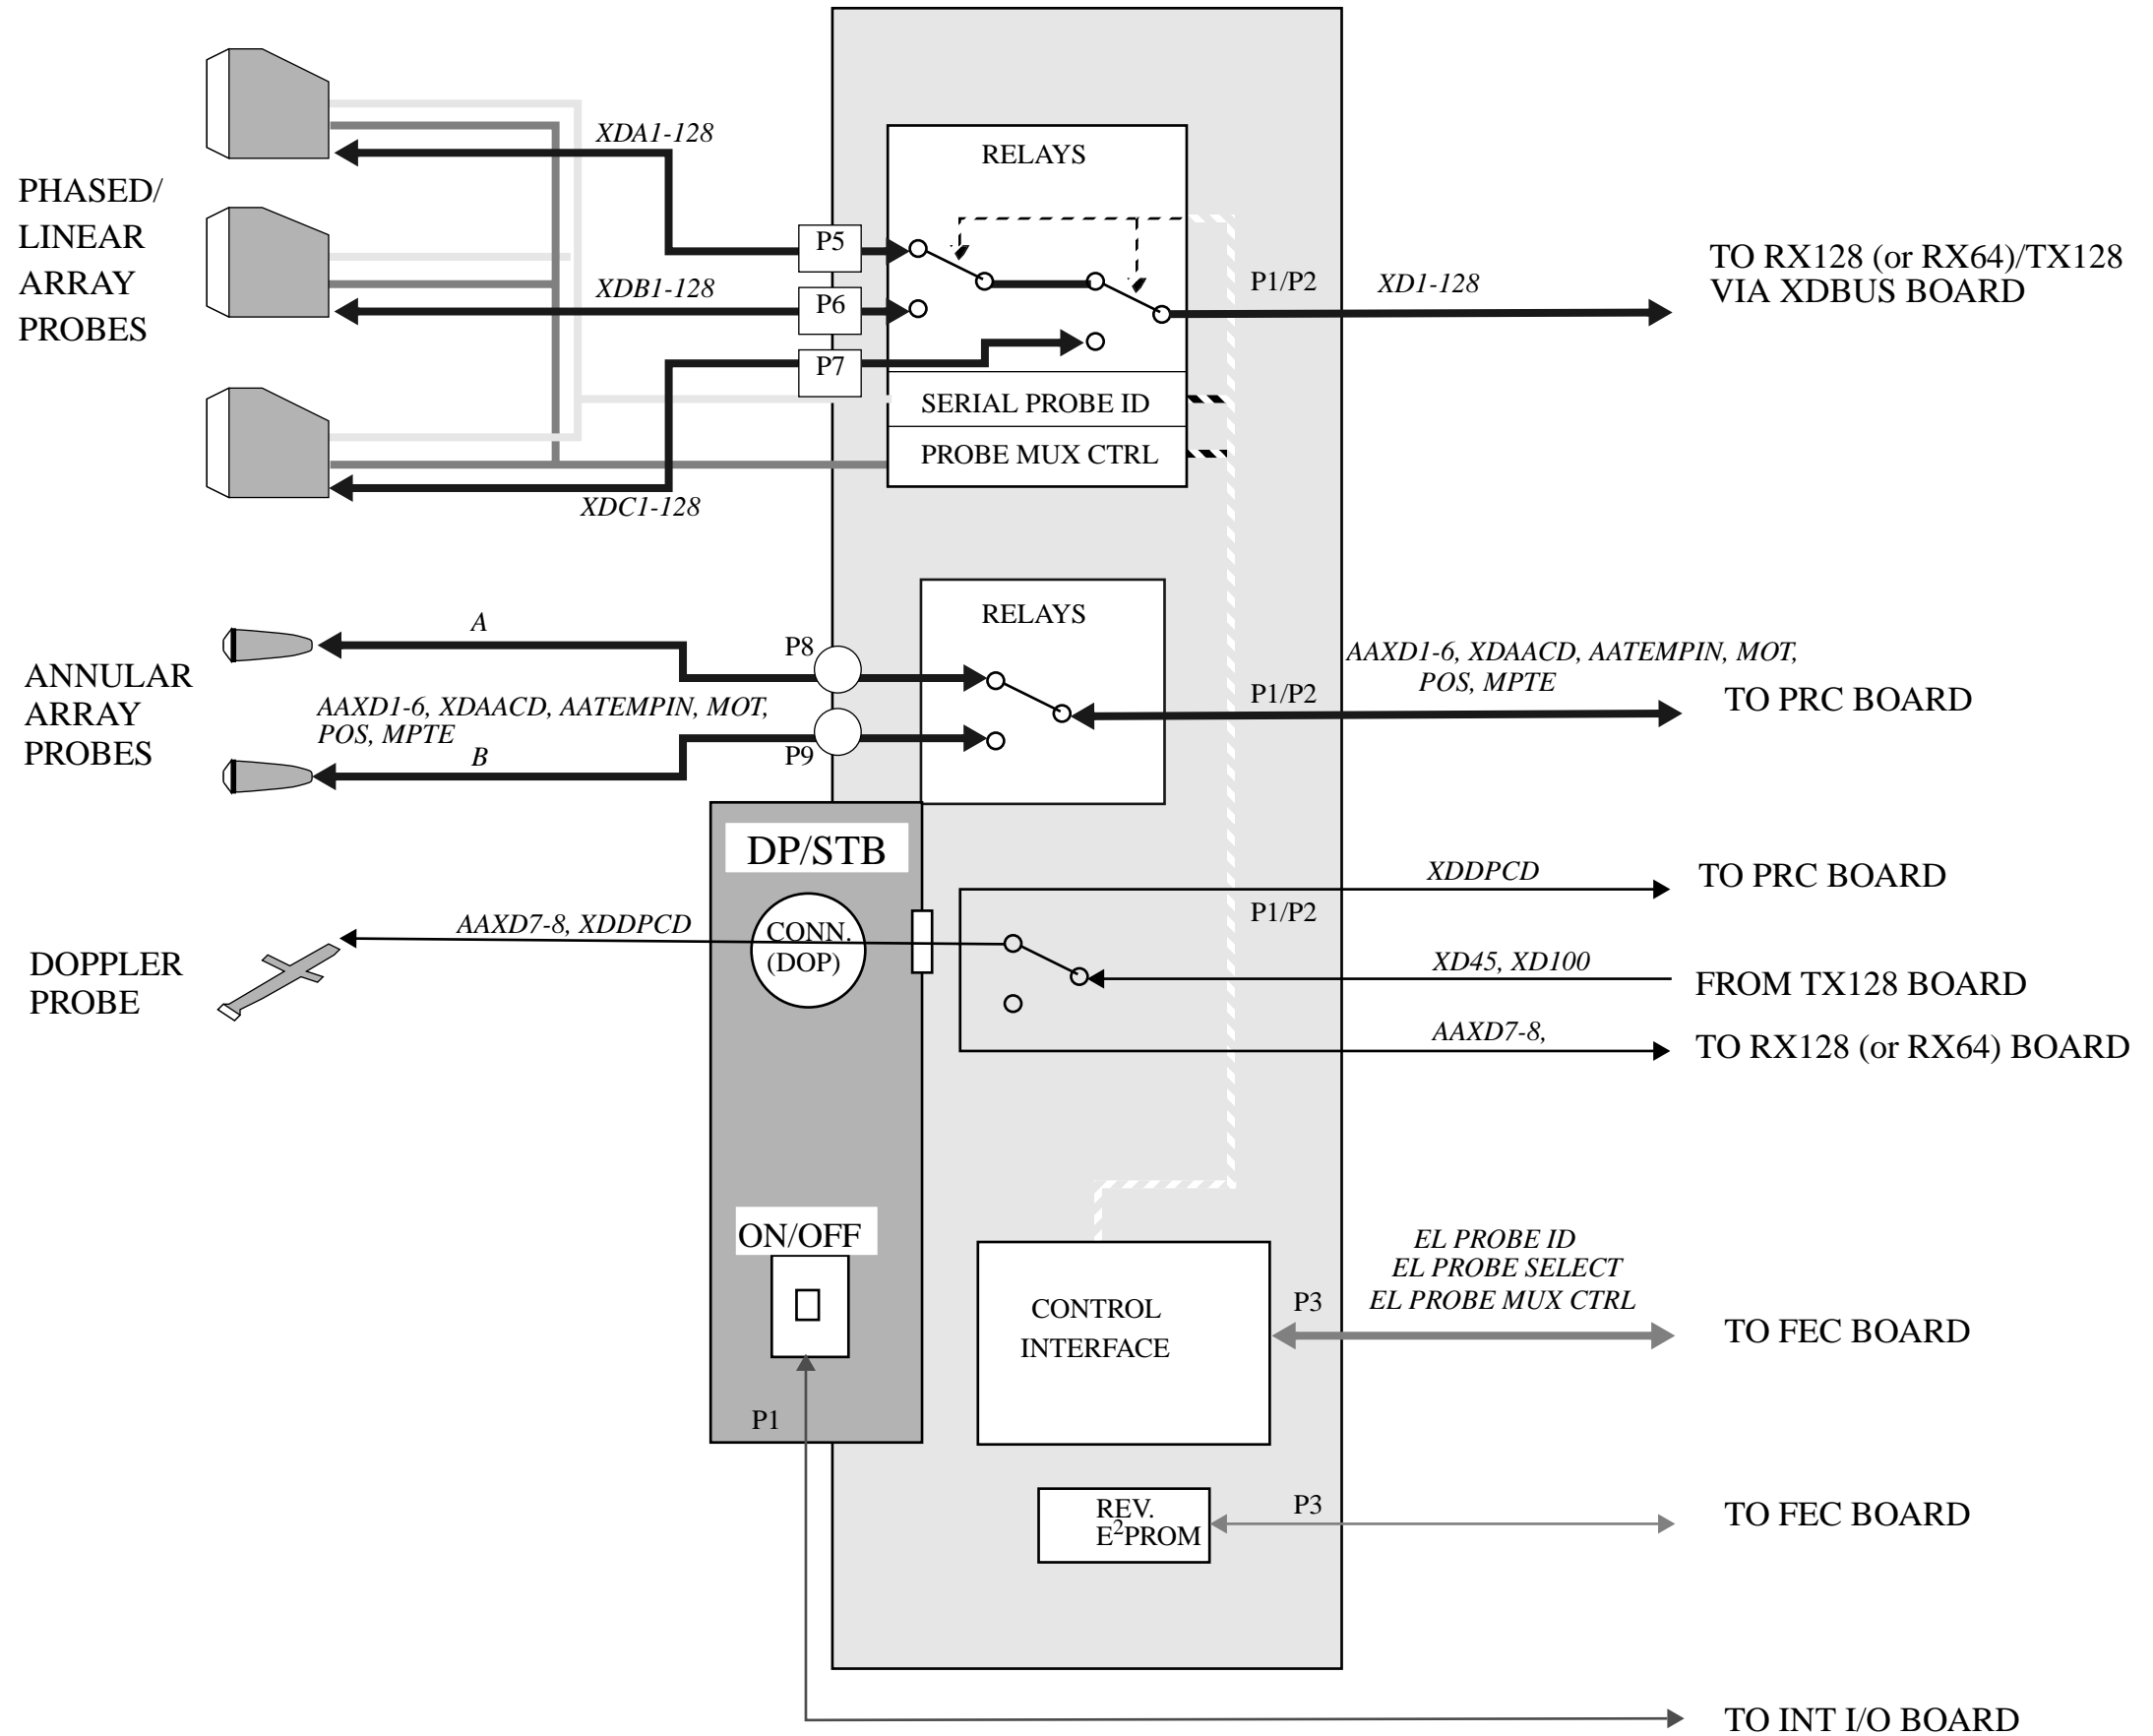 XDA1-128
RELAYS
PHASED/
LINEAR
ARRAY
PROBES
P5
XDB1-128
P6
P7
P1/P2
XD1-128
TO RX128 (or RX64)/TX128
VIA XDBUS BOARD
SERIAL PROBE ID
PROBE MUX CTRL
XDC1-128
RELAYS
A
P8
ANNULAR
ARRAY
PROBES
AAXD1-6, XDAACD, AATEMPIN, MOT,
POS, MPTE
B
P9
P1/P2
AAXD1-6, XDAACD, AATEMPIN, MOT,
POS, MPTE
TO PRC BOARD
DP/STB
XDDPCD
TO PRC BOARD
P1/P2
AAXD7-8, XDDPCD
CONN.
(DOP)
DOPPLER
PROBE
XD45, XD100
FROM TX128 BOARD
AAXD7-8,
TO RX128 (or RX64) BOARD
ON/OFF
P1
CONTROL
INTERFACE
P3
EL PROBE ID
EL PROBE SELECT
EL PROBE MUX CTRL
TO FEC BOARD
REV.
E²PROM
P3
TO FEC BOARD
TO INT I/O BOARD